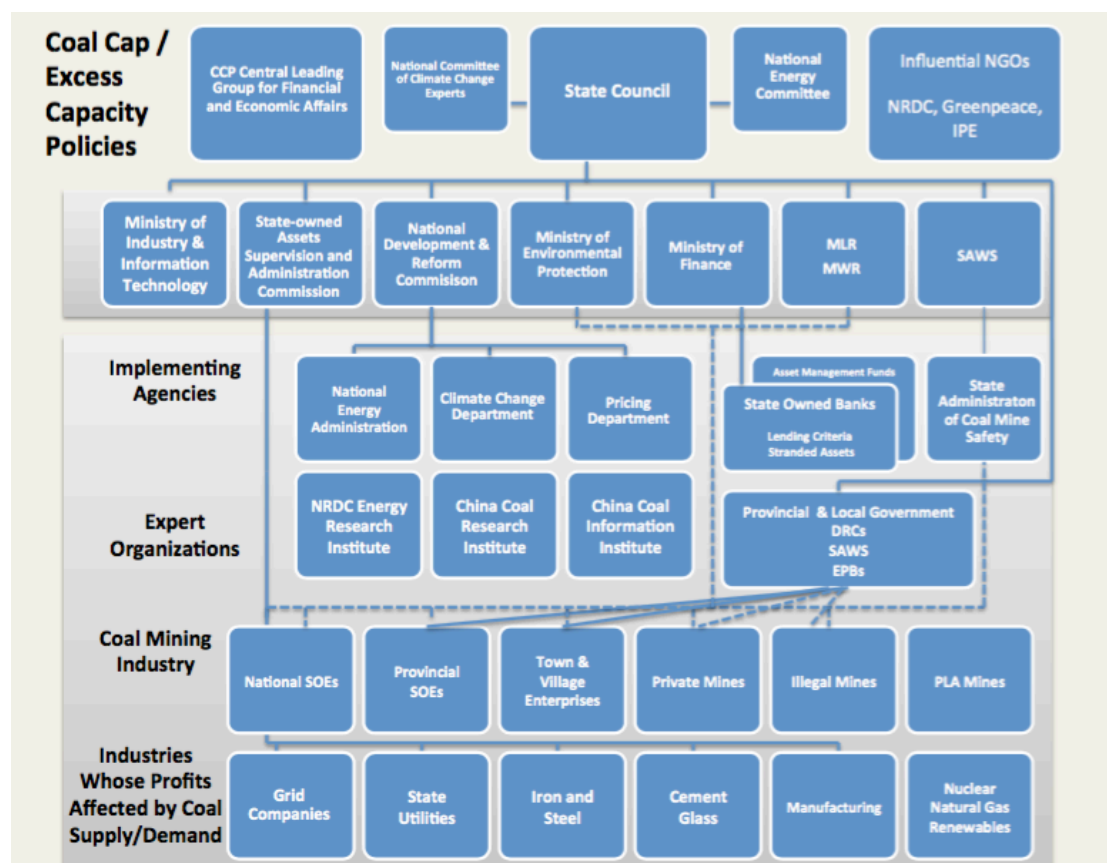 Coal Cap /
Excess
Capacity
Policies
CCP Central Leading
Group for Financial
and Economic Affairs
National Committee
of Climate Change
Experts
State Council
National
Energy
Committee
Influential NGOs
NRDC, Greenpeace,
IPE
Ministry of
Industry &
Information
Technology
State-owned
Assets
Supervision and
Administration
Commission
National
Development &
Reform
Commisison
Ministry of
Environmental
Protection
Ministry of
Finance
MLR
MWR
SAWS
Implementing
Agencies
National
Energy
Administration
Climate Change
Department
Pricing
Department
Asset Management Funds
State Owned Banks
Lending Criteria
Stranded Assets
State
Administraton
of Coal Mine
Safety
Expert
Organizations
NRDC Energy
Research
Institute
China Coal
Research
Institute
China Coal
Information
Institute
Provincial & Local Government
DRCs
SAWS
EPBs
Coal Mining
Industry
National SOEs
Provincial
SOEs
Town &
Village
Enterprises
Private Mines
Illegal Mines
PLA Mines
Industries
Whose Profits
Affected by Coal
Supply/Demand
Grid
Companies
State
Utilities
Iron and
Steel
Cement
Glass
Manufacturing
Nuclear
Natural Gas
Renewables